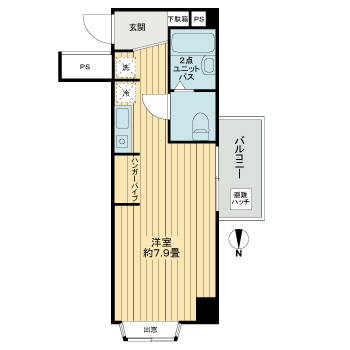 下駄箱
PS
玄関
2点
ユニット
バス
PS
洗
冷
バルコニー
ハンガーパイプ
避難
ハッチ
洋室
約7.9畳
N
出窓